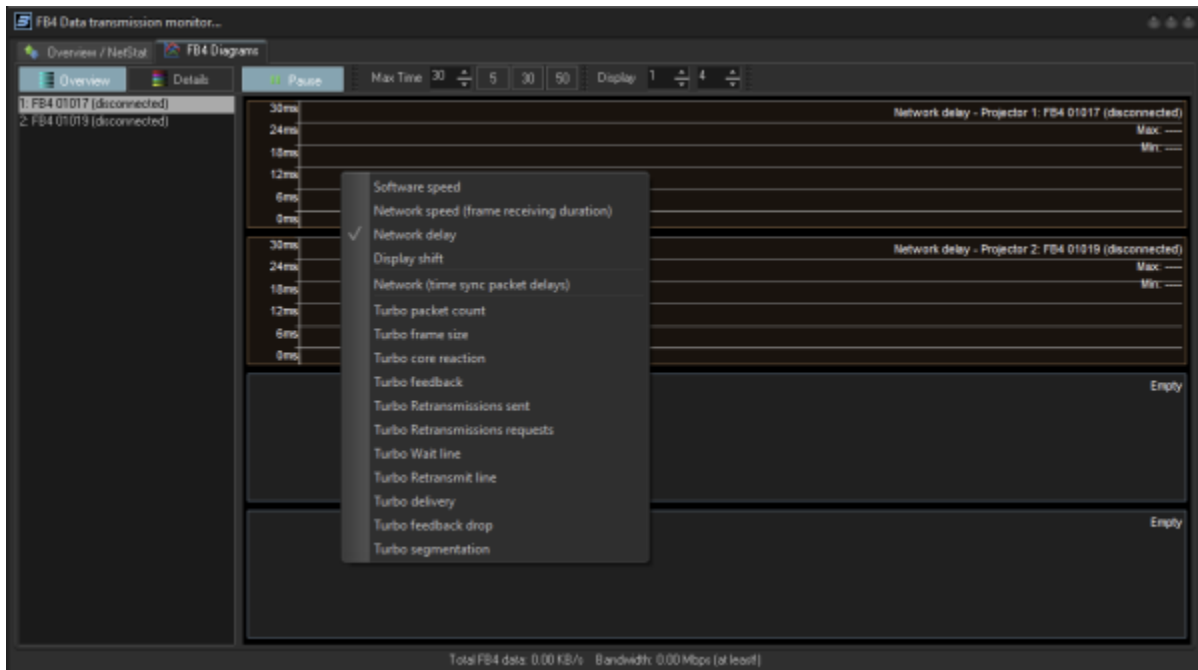 FB4 Data transmission monitor...
Overview / NetStat FB4 Diagrams
Overview Details Pause Max Time 30 5 30 50 Display 1 4
1: FB4 01017 (disconnected)
2: FB4 01019 (disconnected)
30ms
24ms
18ms
12ms
6ms
0ms
Network delay - Projector 1: FB4 01017 (disconnected)
Max: ----
Min: ----
30ms
24ms
18ms
12ms
6ms
0ms
Network delay - Projector 2: FB4 01019 (disconnected)
Max: ----
Min: ----
Empty
Empty
Software speed
Network speed (frame receiving duration)
Network delay
Display shift
Network (time sync packet delays)
Turbo packet count
Turbo frame size
Turbo core reaction
Turbo feedback
Turbo Retransmissions sent
Turbo Retransmissions requests
Turbo Wait line
Turbo Retransmit line
Turbo delivery
Turbo feedback drop
Turbo segmentation
Total FB4 data: 0.00 KB/s Bandwidth: 0.00 Mbps (at least!)